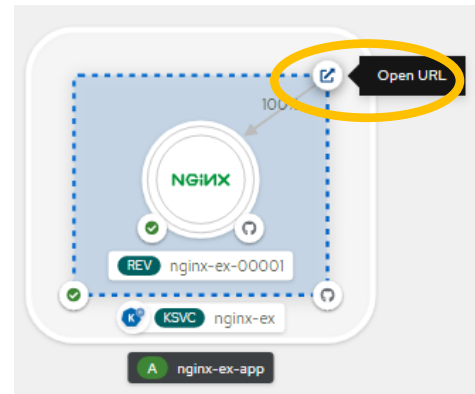 Open URL
100%
NGINX
REV nginx-ex-00001
K KSVC nginx-ex
A nginx-ex-app